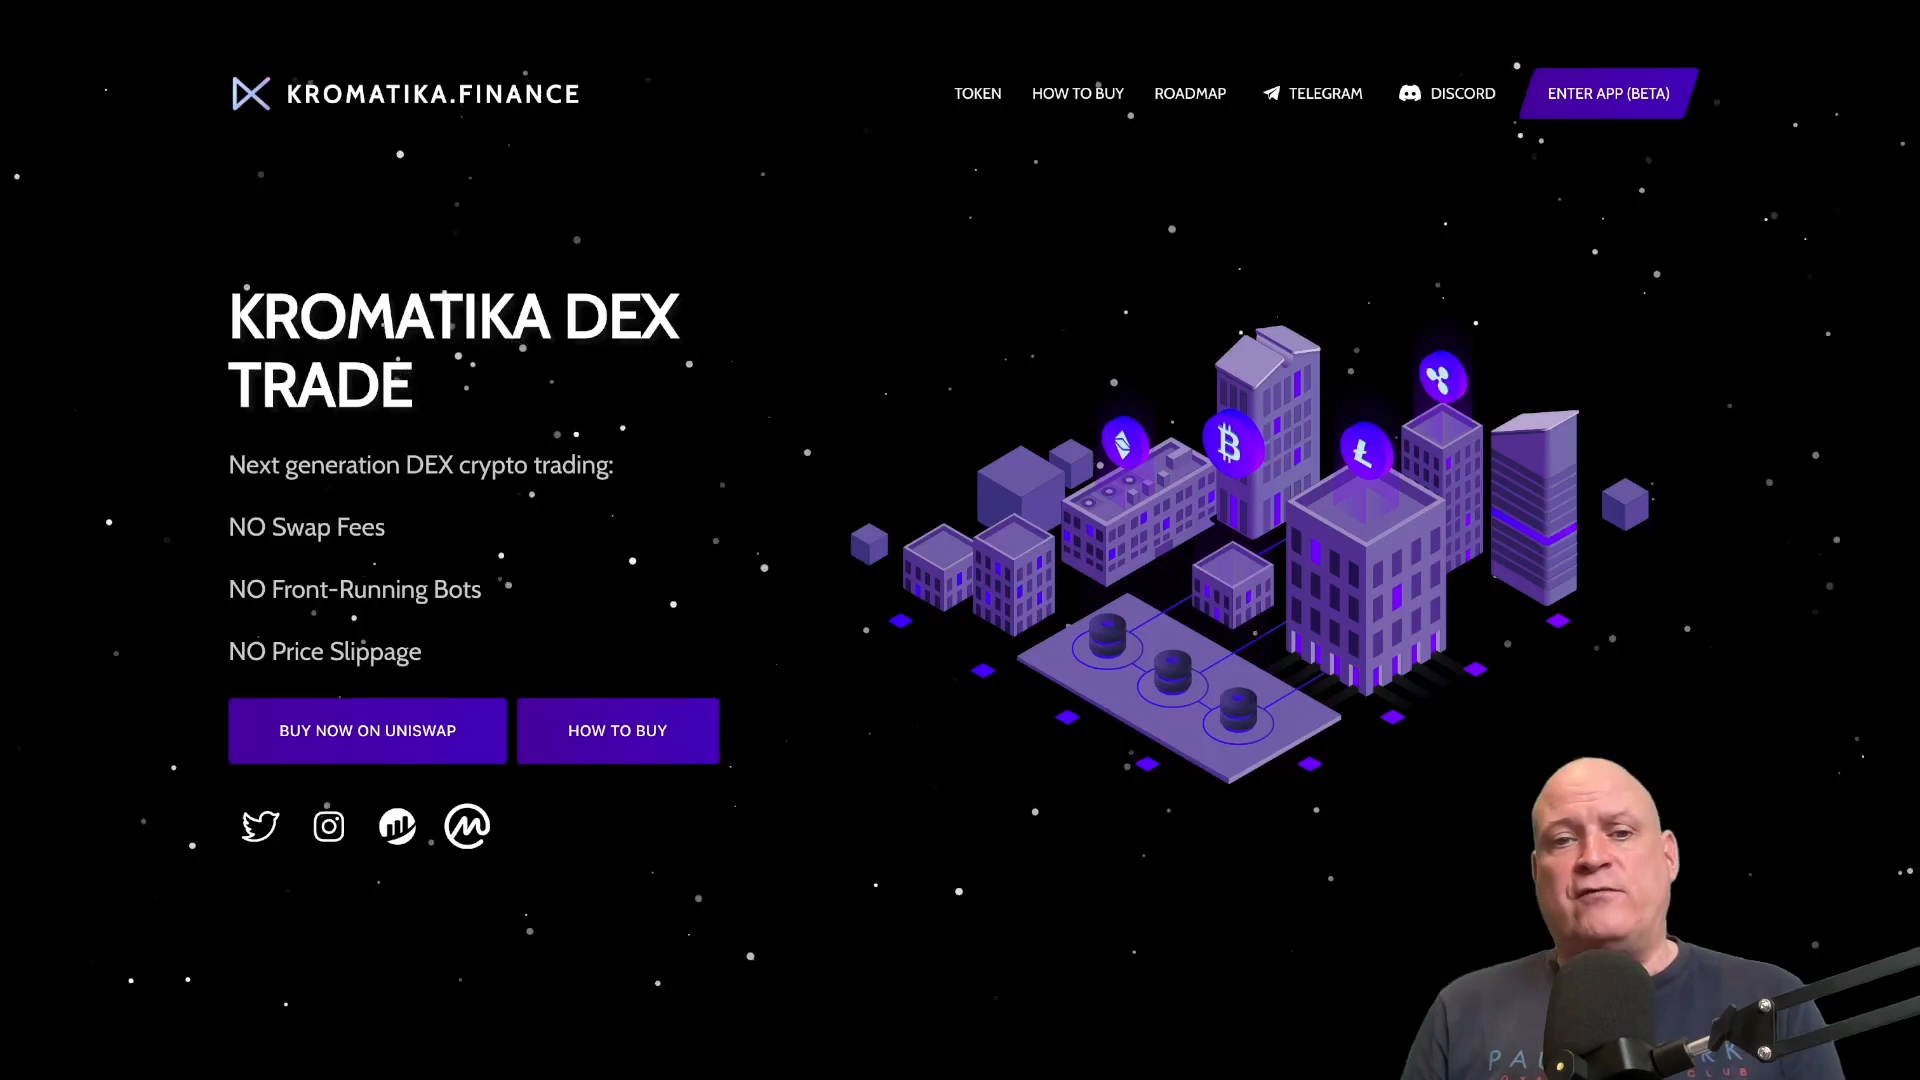 KROMATIKA.FINANCE
TOKEN HOW TO BUY ROADMAP TELEGRAM DISCORD ENTER APP (BETA)
KROMATIKA DEX
TRADE
Next generation DEX crypto trading:
NO Swap Fees
NO Front-Running Bots
NO Price Slippage
BUY NOW ON UNISWAP HOW TO BUY
CLUB